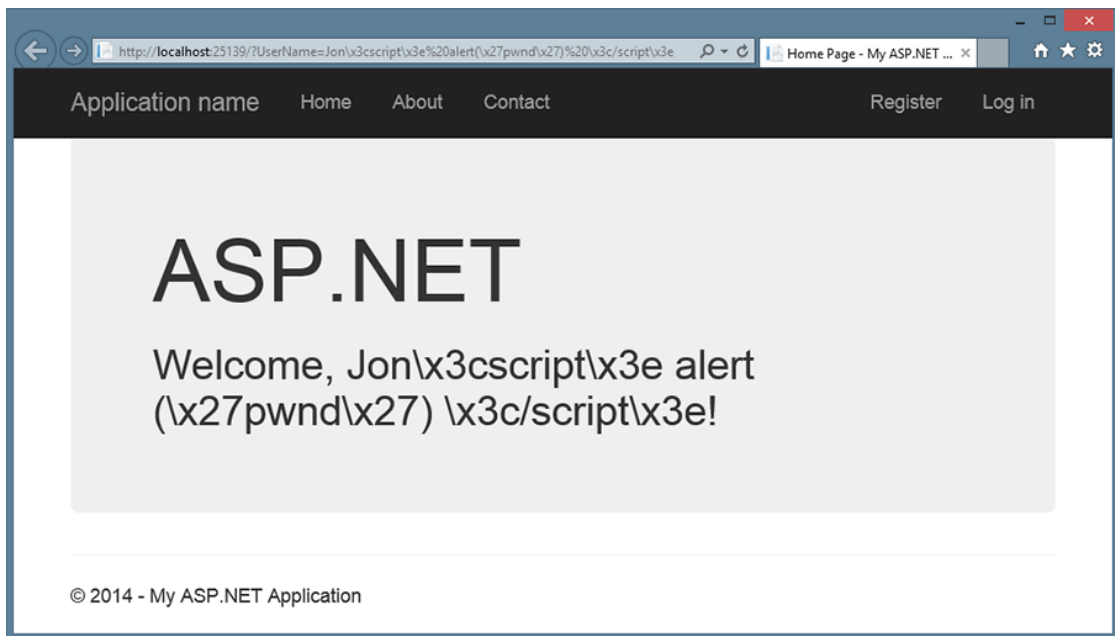 http://localhost:25139/?UserName=Jon\x3cscript\x3e%20alert(\x27pwnd\x27)%20\x3c/script\x3e
Home Page - My ASP.NET ...
Application name Home About Contact Register Log in
ASP.NET
Welcome, Jon\x3cscript\x3e alert
(\x27pwnd\x27) \x3c/script\x3e!
© 2014 - My ASP.NET Application